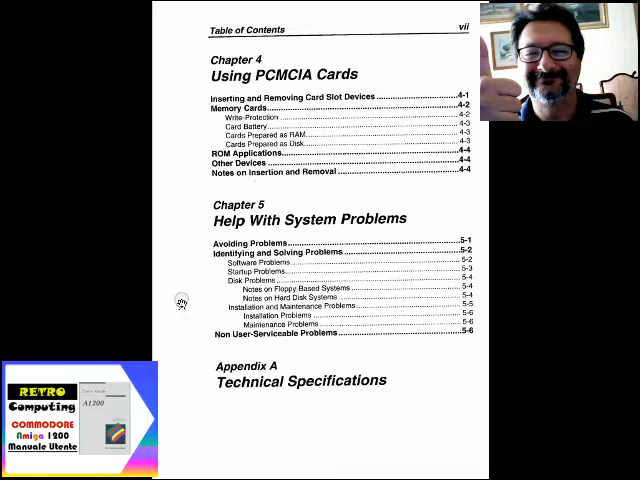 Table of Contents vii
Chapter 4
Using PCMCIA Cards
Inserting and Removing Card Slot Devices 4-1
Memory Cards 4-2
Write-Protection 4-2
Card Battery 4-3
Cards Prepared as RAM 4-3
Cards Prepared as Disk 4-3
ROM Applications 4-4
Other Devices 4-4
Notes on Insertion and Removal 4-4
Chapter 5
Help With System Problems
Avoiding Problems 5-1
Identifying and Solving Problems 5-2
Software Problems 5-2
Startup Problems 5-3
Disk Problems 5-4
Notes on Floppy-Based Systems 5-4
Notes on Hard Disk Systems 5-4
Installation and Maintenance Problems 5-5
Installation Problems 5-6
Maintenance Problems 5-6
Non User-Serviceable Problems 5-6
Appendix A
Technical Specifications
RETRO
Computing
COMMODORE
Amiga 1200
Manuale Utente
User's Guide
A1200